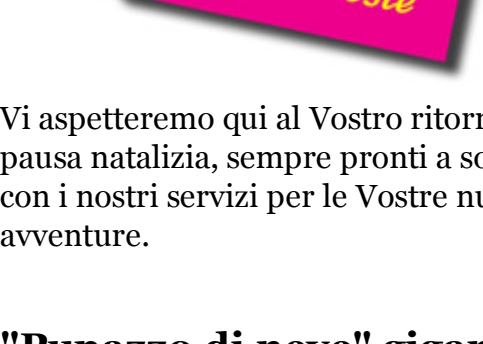 Vi aspetteremo qui al Vostro ritor
pausa natalizia, sempre pronti a so
con i nostri servizi per le Vostre nu
avventure.
"Pupazzo di neve" gigan